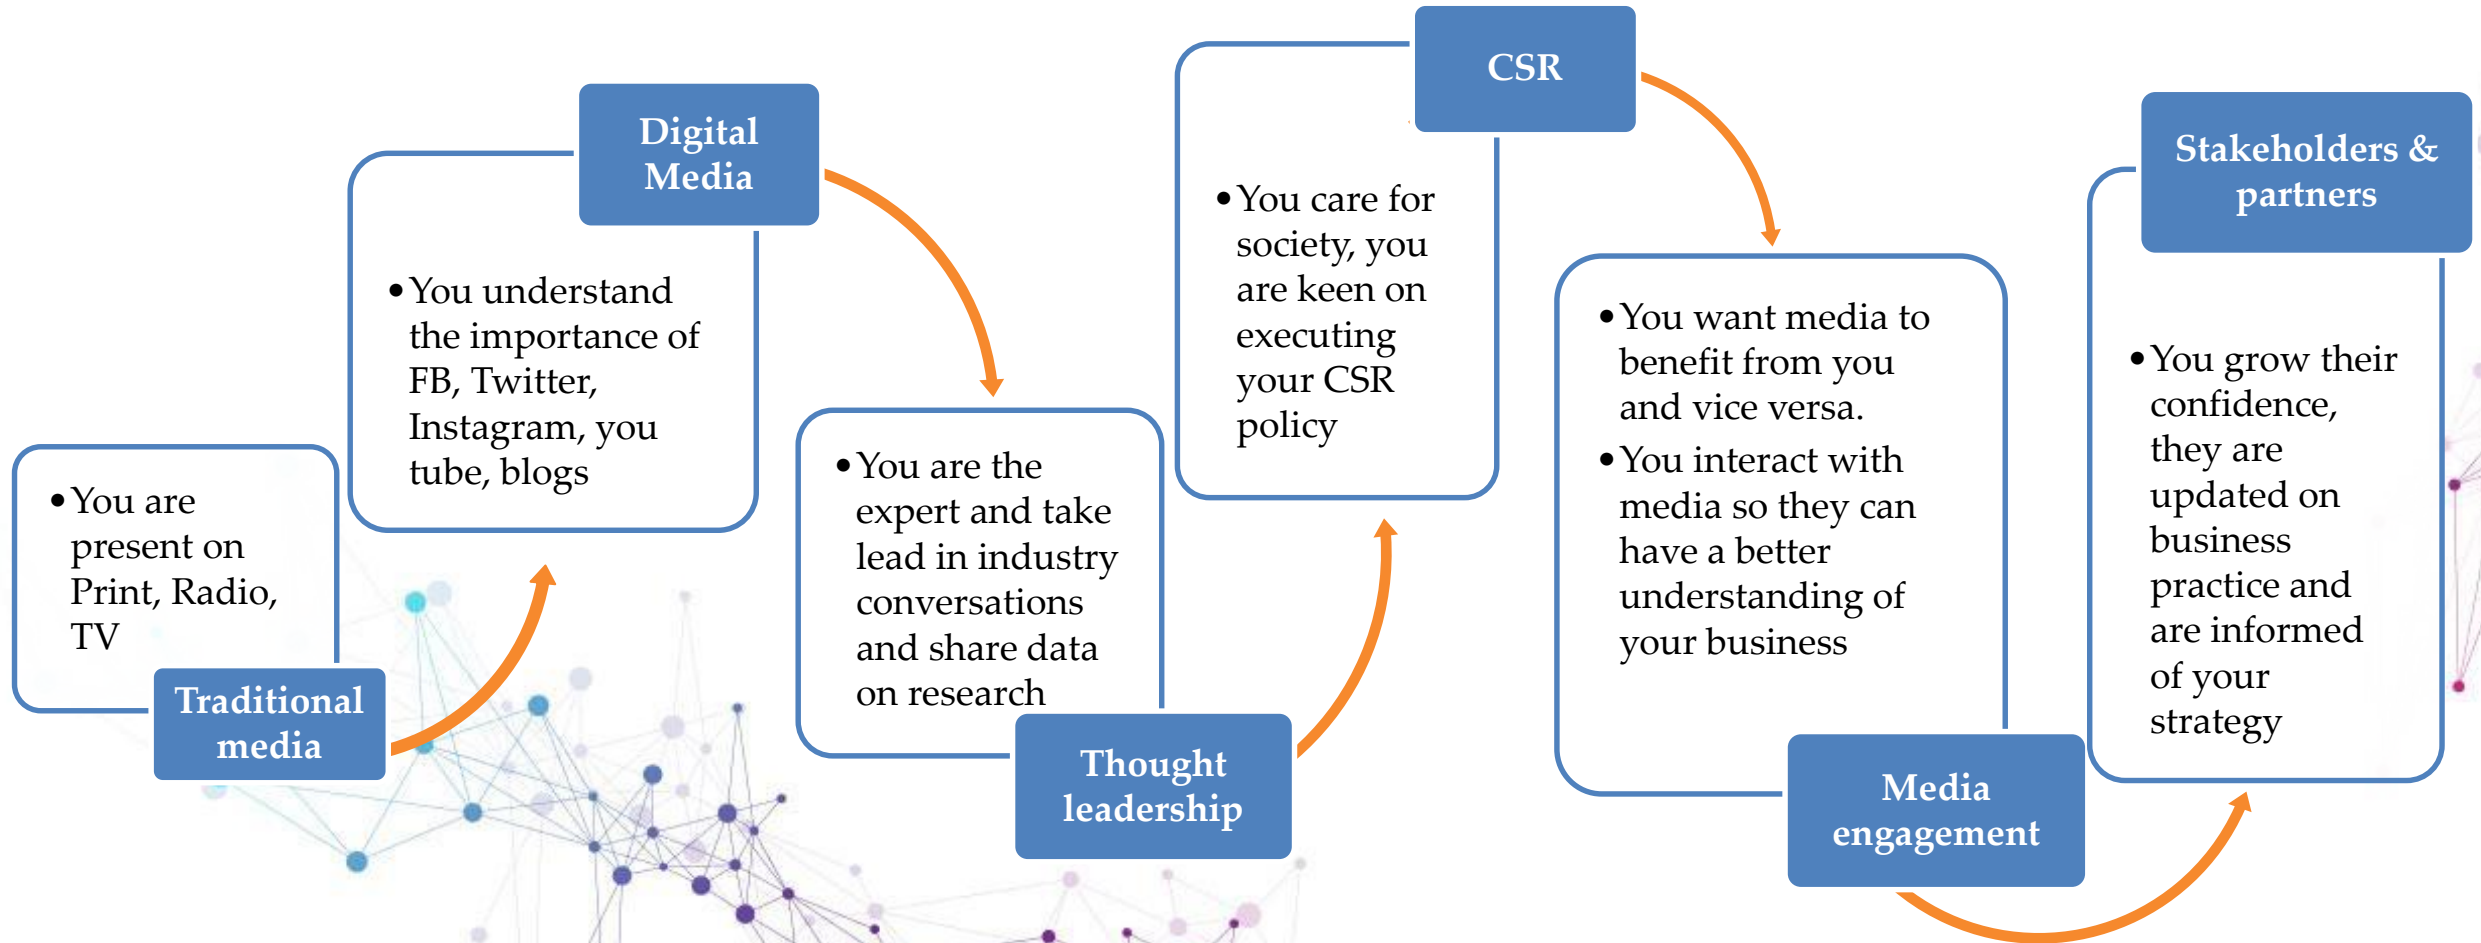 •You are
present on
Print, Radio,
TV
Traditional
media
Digital
Media
•You understand
the importance of
FB, Twitter,
Instagram, you
tube, blogs
•You are the
expert and take
lead in industry
conversations
and share data
on research
Thought
leadership
CSR
•You care for
society, you
are keen on
executing
your CSR
policy
•You want media to
benefit from you
and vice versa.
•You interact with
media so they can
have a better
understanding of
your business
Media
engagement
Stakeholders &
partners
•You grow their
confidence,
they are
updated on
business
practice and
are informed
of your
strategy